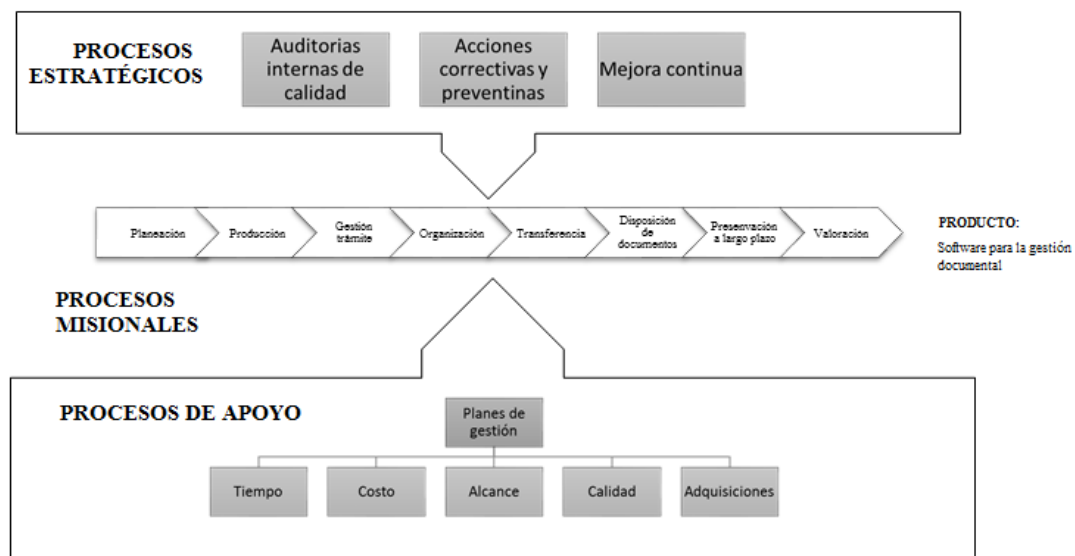 PROCESOS
ESTRATÉGICOS
Auditorias
internas de
calidad
Acciones
correctivas y
preventinas
Mejora continua
Planeación
Producción
Gestión
trámite
Organización
Transferencia
Disposición
de
documentos
Preservación
a largo plazo
Valoración
PRODUCTO:
Software para la gestión
documental
PROCESOS
MISIONALES
PROCESOS DE APOYO
Planes de
gestión
Tiempo
Costo
Alcance
Calidad
Adquisiciones